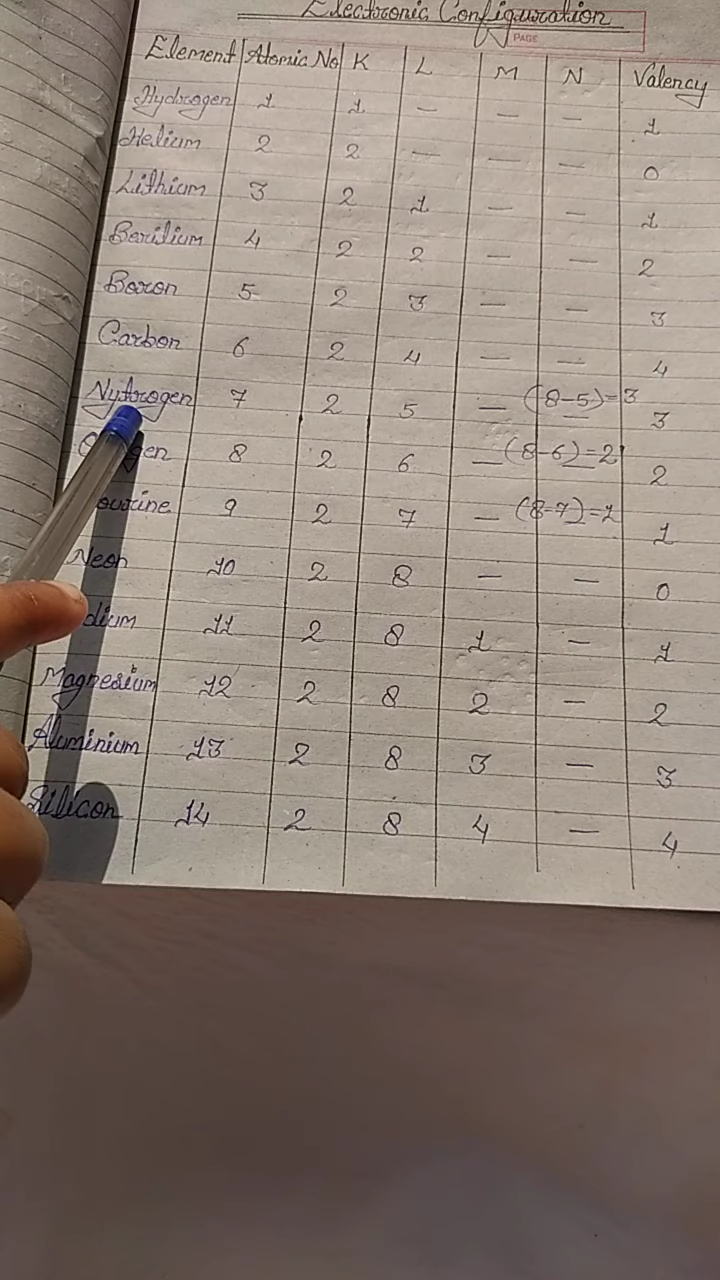 Electronic Configuration
PAGE
Element Atomic No K L M N Valency
Hydrogen 1 1 — — — 1
Helium 2 2 — — — 0
Lithium 3 2 1 — — 1
Berilium 4 2 2 — — 2
Boron 5 2 3 — — 3
Carbon 6 2 4 — — 4
Nytrogen 7 2 5 — (8-5)=3 3
8 2 6 — (8-6)=2 2
9 2 7 — (8-7)=1 1
Neon 10 2 8 — — 0
11 2 8 1 — 1
Magnesium 12 2 8 2 — 2
Aluminium 13 2 8 3 — 3
Silicon 14 2 8 4 — 4